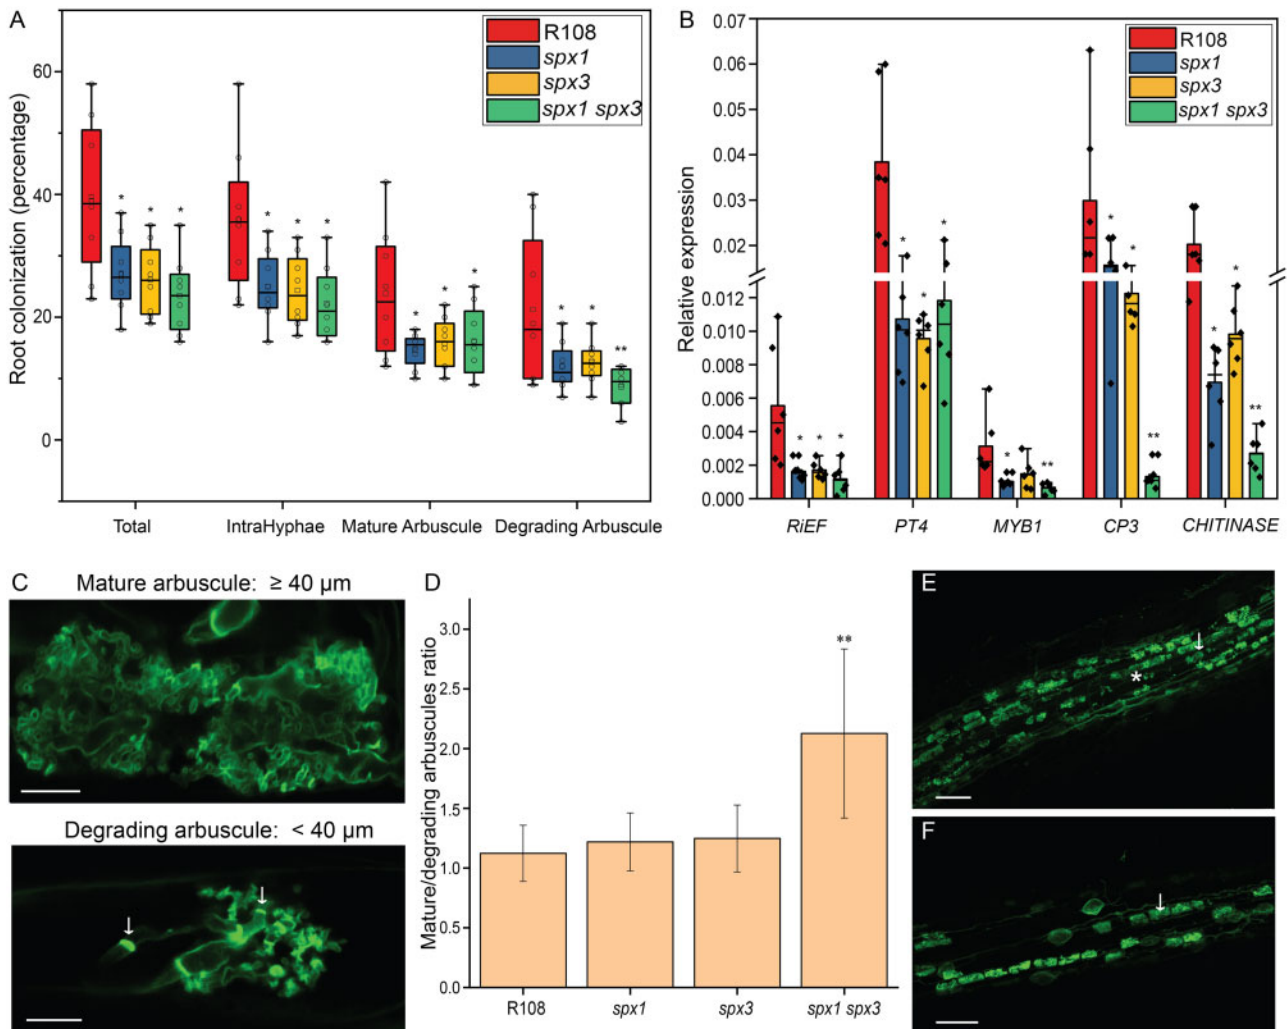 A
R108
spx1
spx3
spx1 spx3
Root colonization (percentage)
60
40
20
0
* * *
* * *
* * *
* * **
Total IntraHyphae Mature Arbuscule Degrading Arbuscule
B
R108
spx1
spx3
spx1 spx3
Relative expression
0.07
0.06
0.05
0.04
0.03
0.02
0.012
0.010
0.008
0.006
0.004
0.002
0.000
* * *
* * *
* **
* * **
* * **
RiEF PT4 MYB1 CP3 CHITINASE
C
Mature arbuscule: ≥ 40 µm
Degrading arbuscule: < 40 µm
D
Mature/degrading arbuscules ratio
3.0
2.5
2.0
1.5
1.0
0.5
0.0
**
R108 spx1 spx3 spx1 spx3
E
*
F